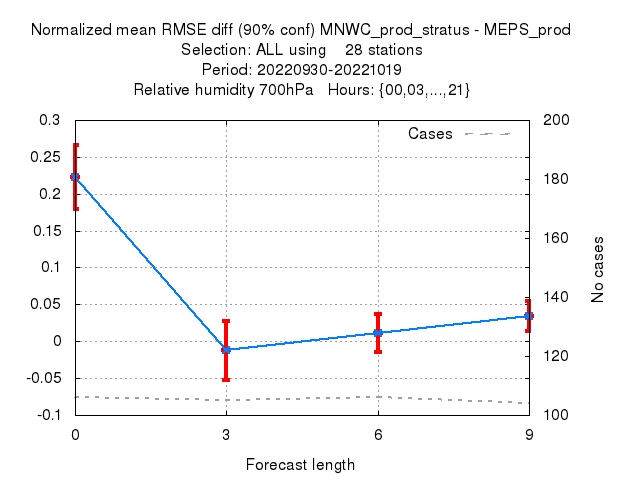 Normalized mean RMSE diff (90% conf) MNWC_prod_stratus - MEPS_prod
Selection: ALL using    28 stations
Period: 20220930-20221019
Relative humidity 700hPa   Hours: {00,03,...,21}
Cases
0.3
0.25
0.2
0.15
0.1
0.05
0
-0.05
-0.1
200
180
160
140
120
100
No cases
0 3 6 9
Forecast length